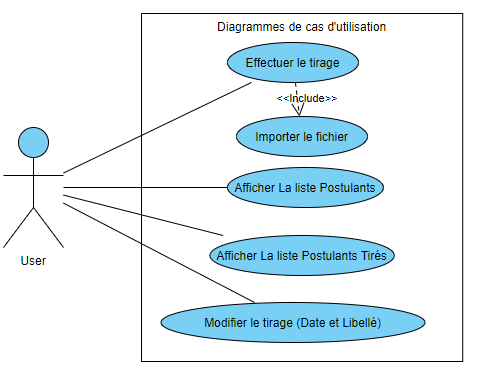 Diagrammes de cas d'utilisation
Effectuer le tirage
<<Include>>
Importer le fichier
Afficher La liste Postulants
Afficher La liste Postulants Tirés
User
Modifier le tirage (Date et Libellé)